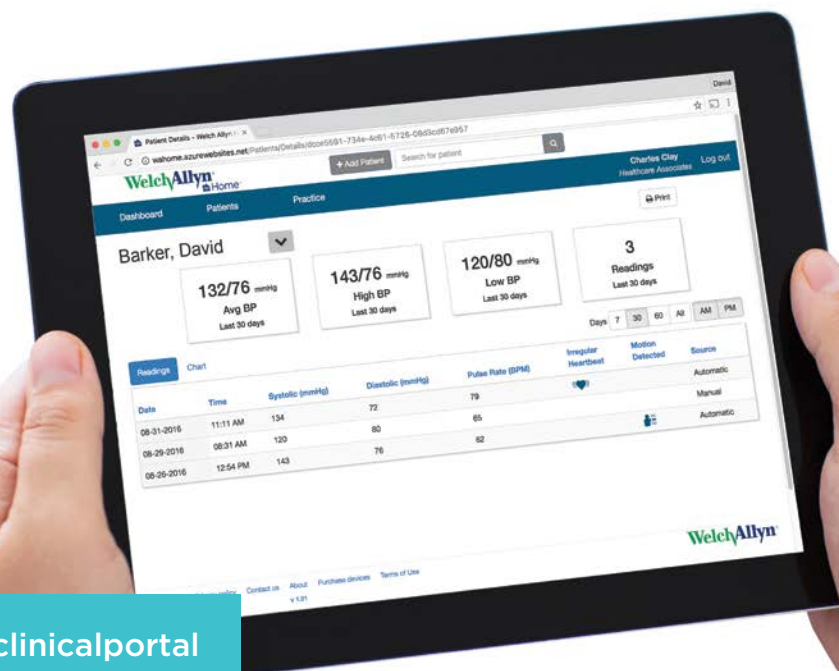 David
Patient Details - Welch Allyn
wahome.azurewebsites.net/Patients/Details/
WelchAllyn
Home
+ Add Patient
Search for patient
Charles Clay
Healthcare Associates
Log out
Dashboard
Patients
Practice
Print
Barker, David
132/76 mmHg
Avg BP
Last 30 days
143/76 mmHg
High BP
Last 30 days
120/80 mmHg
Low BP
Last 30 days
3
Readings
Last 30 days
Days 7 30 60 All AM PM
Readings Chart
Date Time Systolic (mmHg) Diastolic (mmHg) Pulse Rate (BPM) Irregular Heartbeat Motion Detected Source
08-31-2016 11:11 AM 134 72 79 Automatic
08-29-2016 08:31 AM 120 80 65 Manual
08-26-2016 12:54 PM 143 76 62 Automatic
WelchAllyn
policy Contact us About Purchase devices Terms of Use
v 1.01
clinicalportal